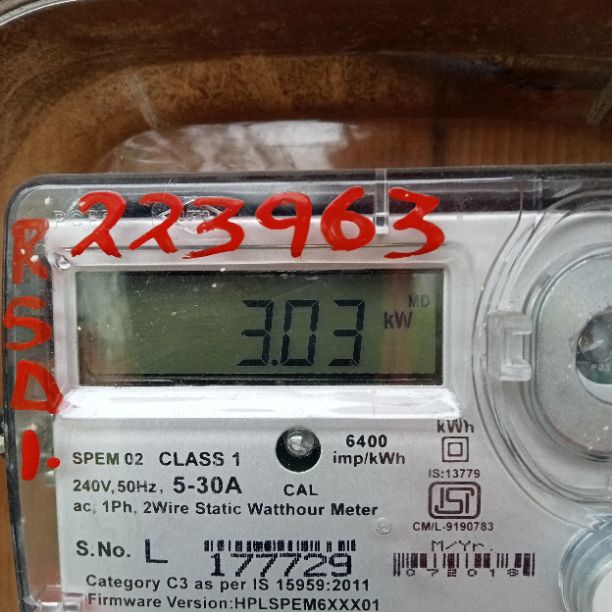 223963
RSD1.
MD
3.03 kW
kWh
6400
imp/kWh
SPEM 02 CLASS 1
IS:13779
240V,50Hz, 5-30A CAL
ac, 1Ph, 2Wire Static Watthour Meter
CM/L-9190783
S.No. L 177729
M/Yr.
072018
Category C3 as per IS 15959:2011
Firmware Version:HPLSPEM6XXX01